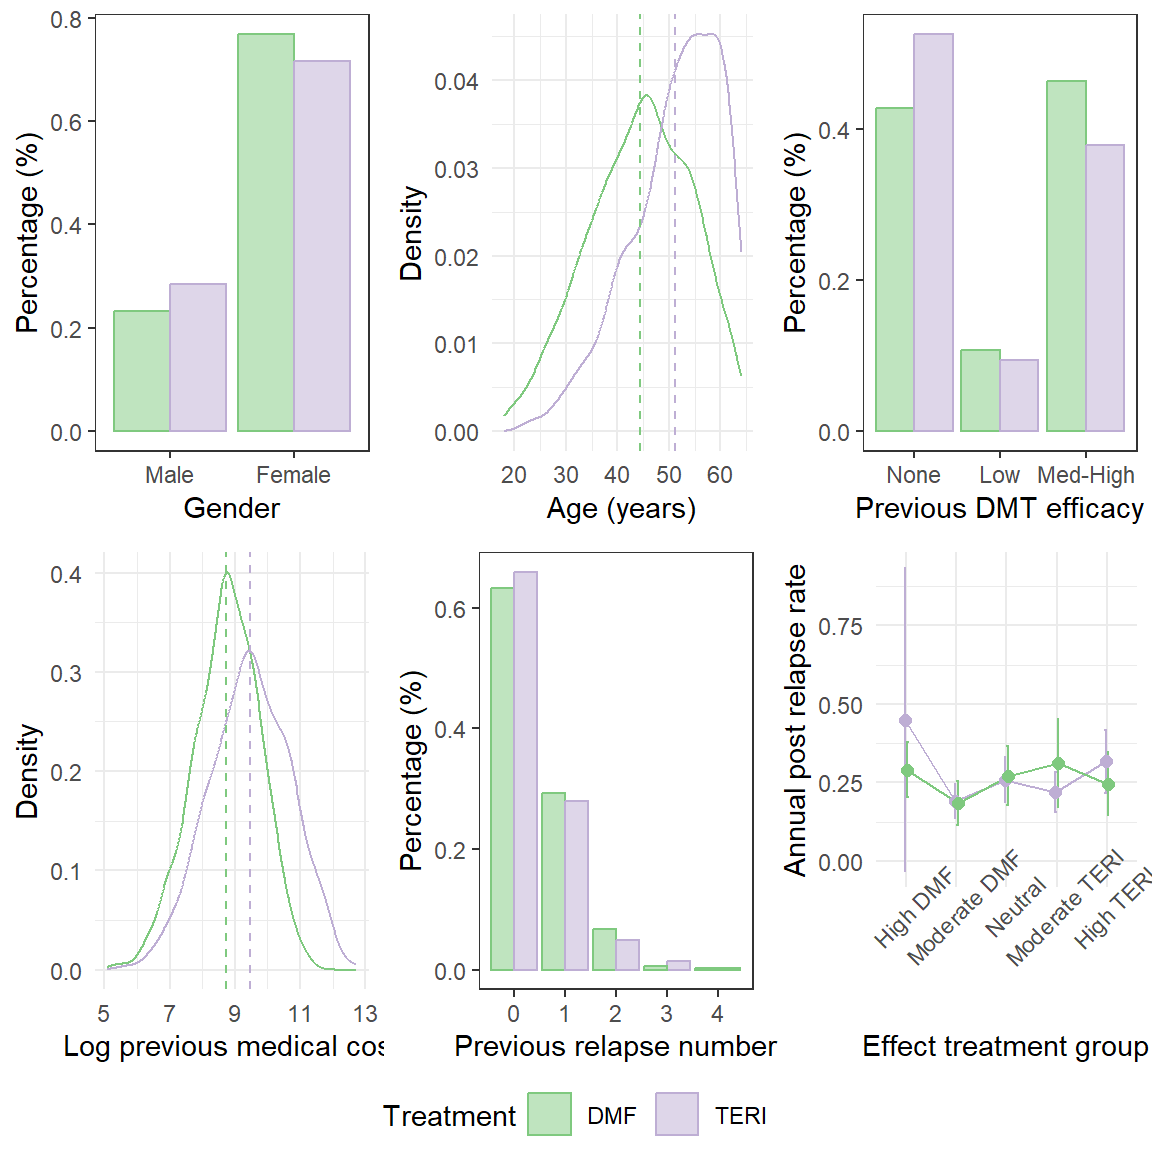 Percentage (%)
0.8
0.6
0.4
0.2
0.0
Male Female
Gender
Density
0.04
0.03
0.02
0.01
0.00
20 30 40 50 60
Age (years)
Percentage (%)
0.4
0.2
0.0
None Low Med-High
Previous DMT efficacy
Density
0.4
0.3
0.2
0.1
0.0
5 7 9 11 13
Log previous medical cos
Percentage (%)
0.6
0.4
0.2
0.0
0 1 2 3 4
Previous relapse number
Annual post relapse rate
0.75
0.50
0.25
0.00
High DMF
Moderate DMF
Neutral
Moderate TERI
High TERI
Effect treatment group
Treatment DMF TERI